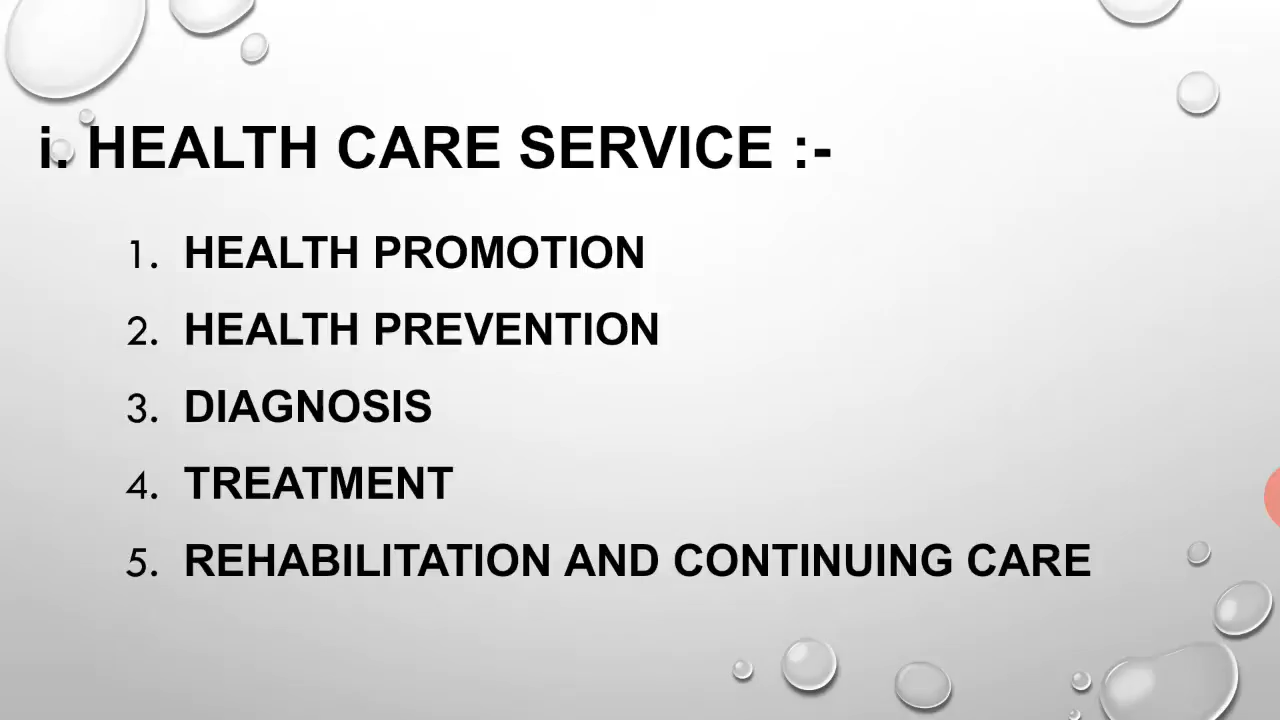 i. HEALTH CARE SERVICE :-
1. HEALTH PROMOTION
2. HEALTH PREVENTION
3. DIAGNOSIS
4. TREATMENT
5. REHABILITATION AND CONTINUING CARE